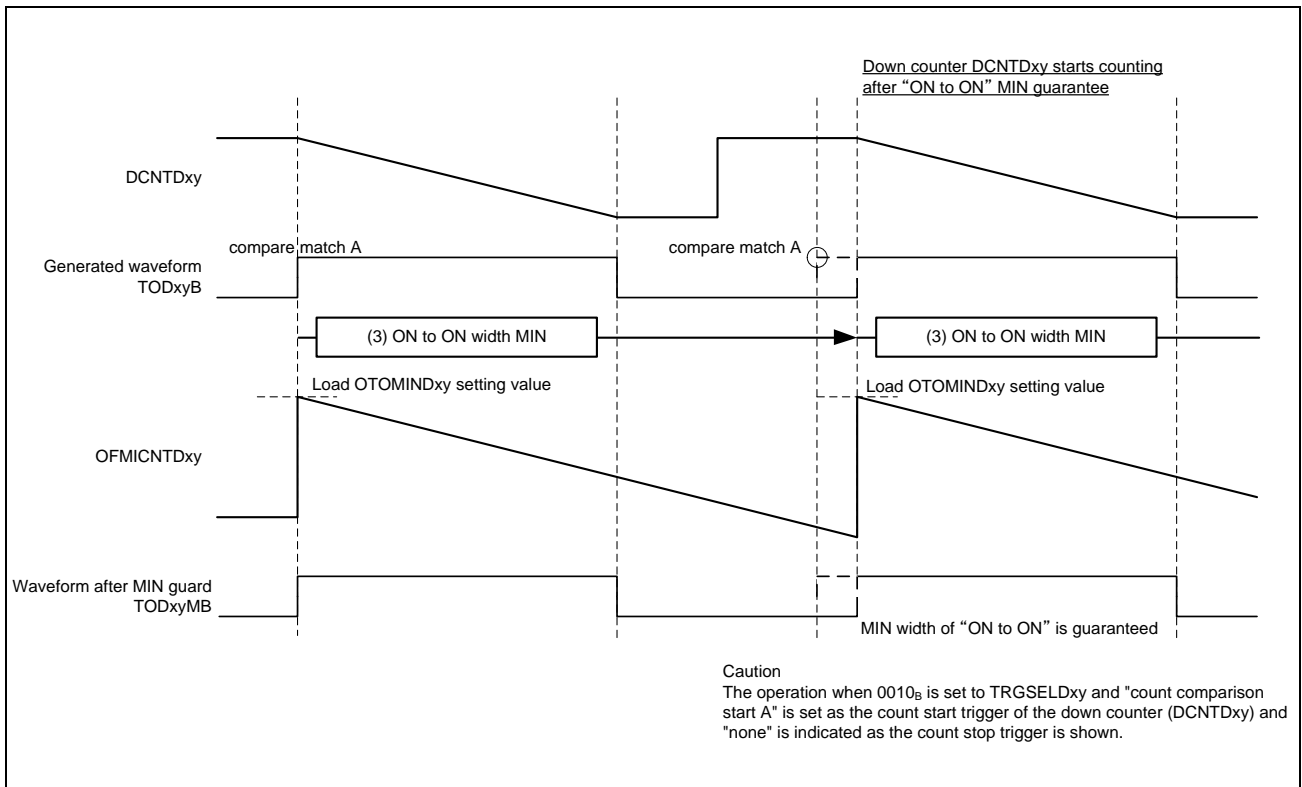 Down counter DCNTDxy starts counting
after “ON to ON” MIN guarantee
DCNTDxy
compare match A
compare match A
Generated waveform
TODxyB
(3) ON to ON width MIN
(3) ON to ON width MIN
Load OTOMINDxy setting value
Load OTOMINDxy setting value
OFMICNTDxy
Waveform after MIN guard
TODxyMB
MIN width of “ON to ON” is guaranteed
Caution
The operation when 0010B is set to TRGSELDxy and "count comparison
start A" is set as the count start trigger of the down counter (DCNTDxy) and
"none" is indicated as the count stop trigger is shown.